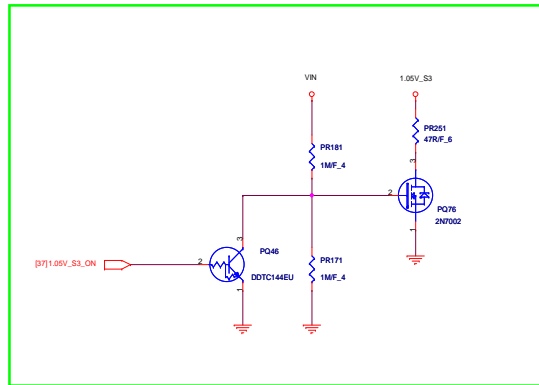 VIN
1.05V_S3
PR251
47R/F_6
PR181
1M/F_4
3
2
PQ76
2N7002
1
3
PQ46
[37]1.05V_S3_ON
2
DDTC144EU
1
PR171
1M/F_4